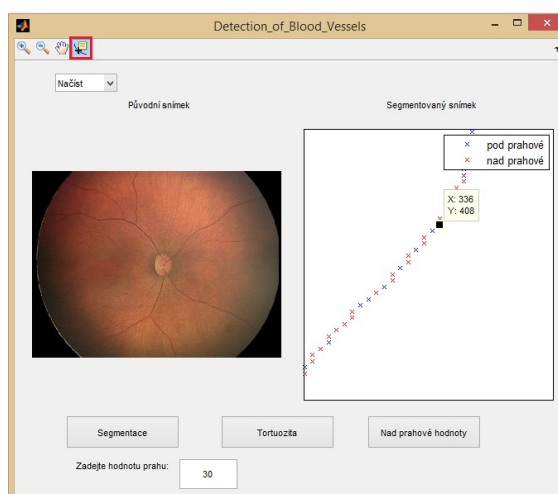 Detection_of_Blood_Vessels
Načíst
Původní snímek
Segmentovaný snímek
pod prahové
nad prahové
X: 336
Y: 408
Segmentace
Tortuozita
Nad prahové hodnoty
Zadejte hodnotu prahu:
30